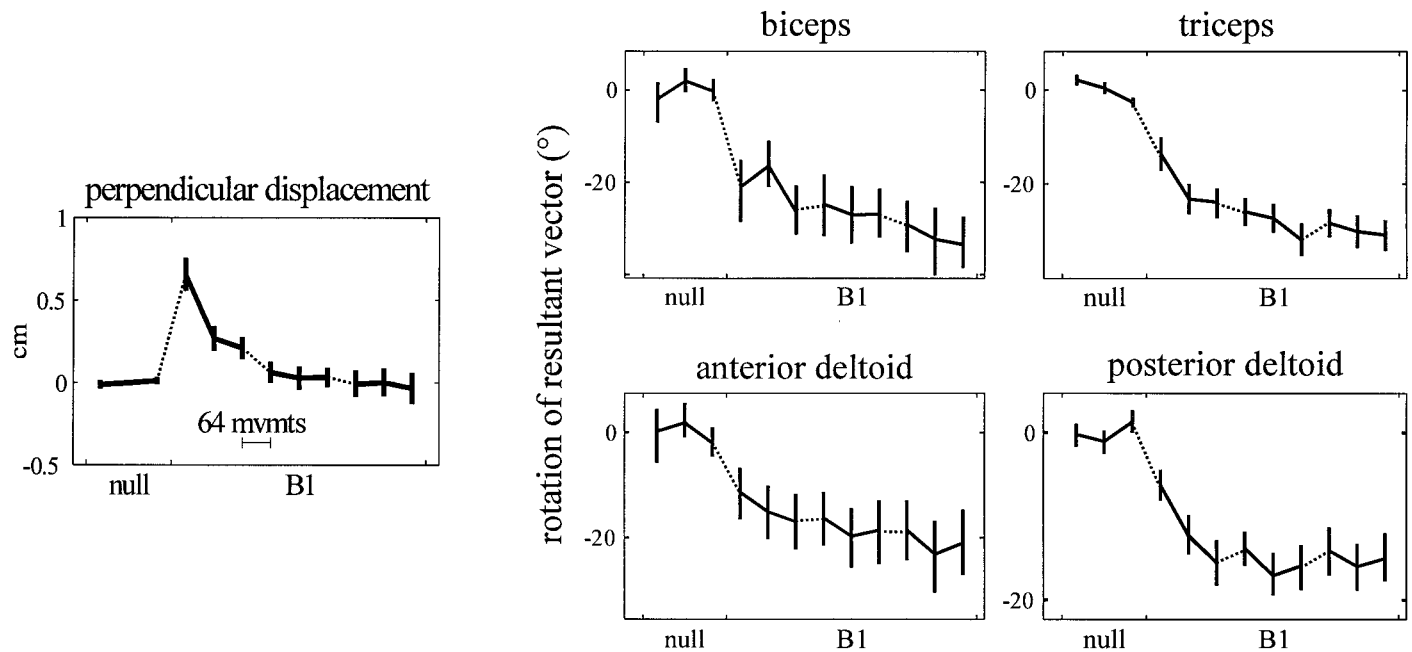 perpendicular displacement
1
0.5
0
-0.5
cm
64 mvmts
null
B1
rotation of resultant vector (°)
biceps
0
-20
null
B1
triceps
0
-20
null
B1
anterior deltoid
0
-20
null
B1
posterior deltoid
0
-20
null
B1